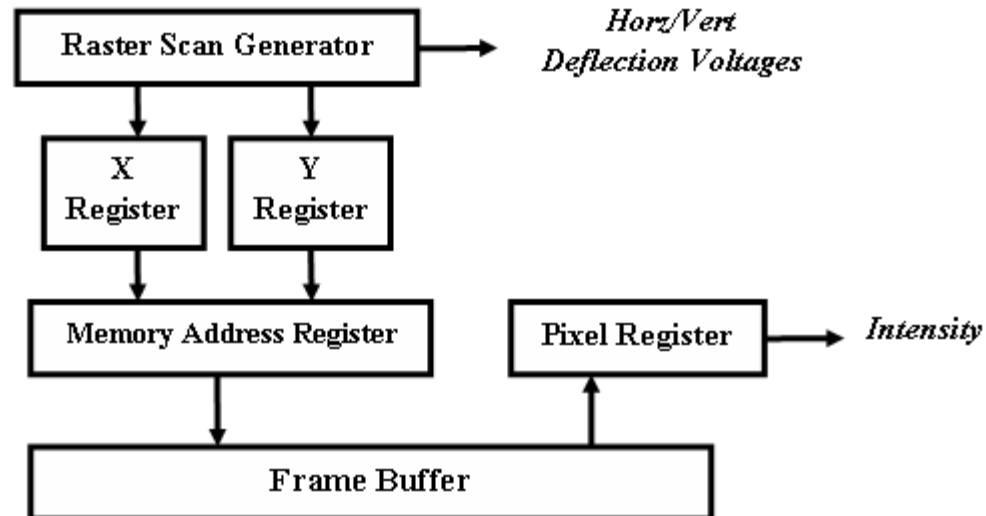 Raster Scan Generator
Horz/Vert
Deflection Voltages
X
Register
Y
Register
Memory Address Register
Pixel Register
Intensity
Frame Buffer